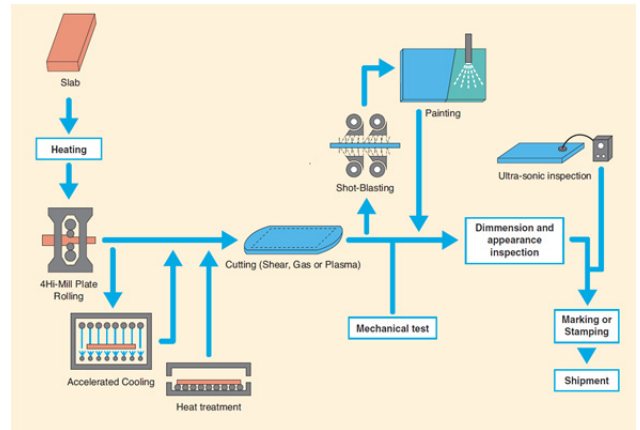 Slab
Heating
4Hi-Mill Plate
Rolling
Accelerated Cooling
Heat treatment
Cutting (Shear, Gas or Plasma)
Shot-Blasting
Painting
Mechanical test
Dimmension and
appearance
inspection
Ultra-sonic inspection
Marking or
Stamping
Shipment